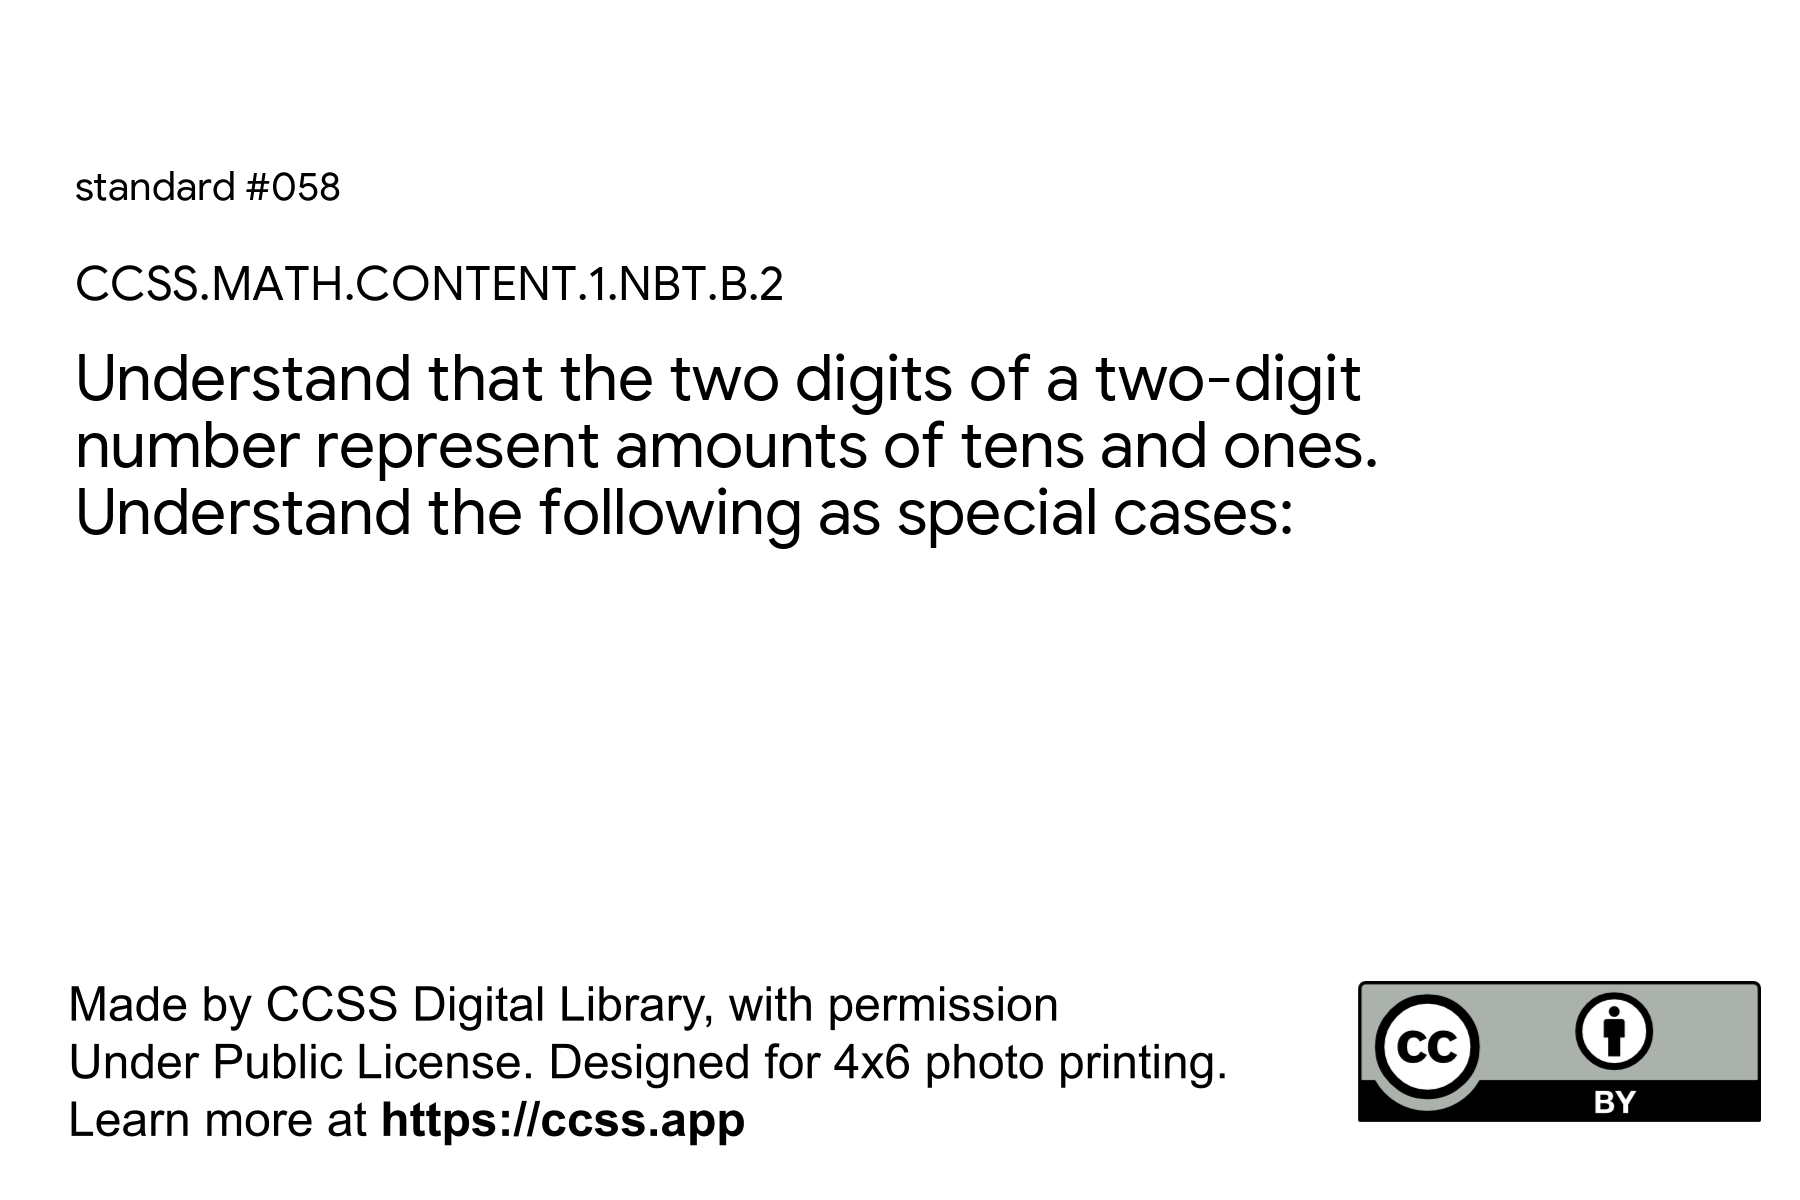 standard #058
CCSS.MATH.CONTENT.1.NBT.B.2
Understand that the two digits of a two-digit
number represent amounts of tens and ones.
Understand the following as special cases:
Made by CCSS Digital Library, with permission
Under Public License. Designed for 4x6 photo printing.
Learn more at https://ccss.app
CC
BY